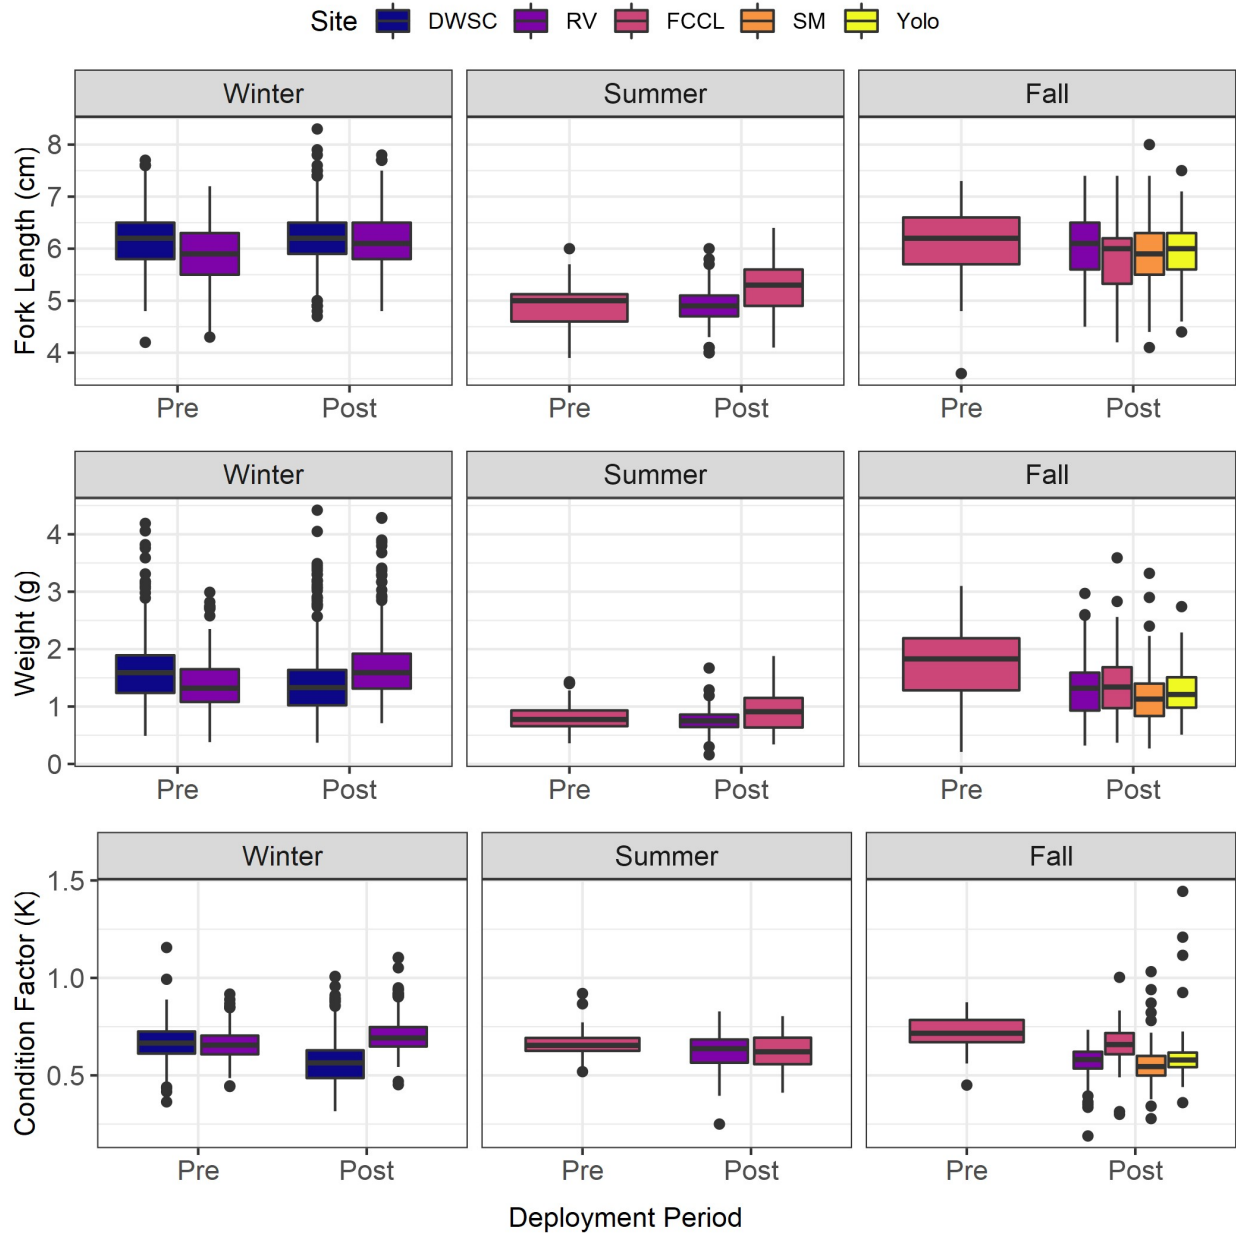 Site DWSC RV FCCL SM Yolo
Winter Summer Fall
Fork Length (cm)
8
7
6
5
4
Pre Post Pre Post Pre Post
Winter Summer Fall
Weight (g)
4
3
2
1
0
Pre Post Pre Post Pre Post
Winter Summer Fall
Condition Factor (K)
1.5
1.0
0.5
Pre Post Pre Post Pre Post
Deployment Period